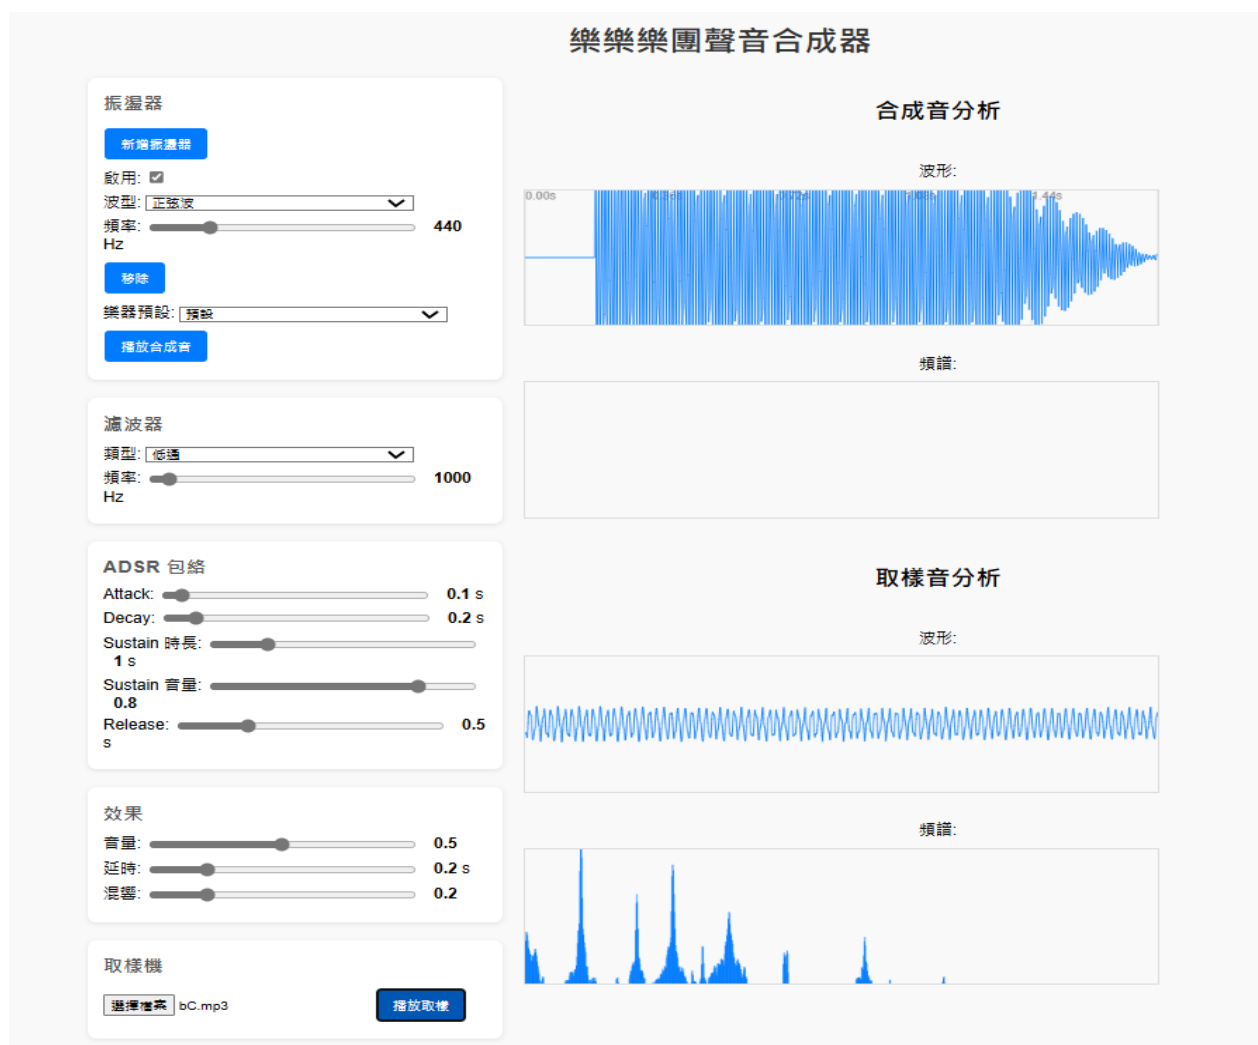 樂樂樂團聲音合成器
振盪器
新增振盪器
啟用:
波型: 正弦波
頻率: 440
Hz
移除
樂器預設: 預設
播放合成音
濾波器
類型: 低通
頻率: 1000
Hz
ADSR 包絡
Attack: 0.1 s
Decay: 0.2 s
Sustain 時長:
1 s
Sustain 音量:
0.8
Release: 0.5
s
效果
音量: 0.5
延時: 0.2 s
混響: 0.2
取樣機
選擇檔案 bC.mp3 播放取樣
合成音分析
波形:
0.00s 1.44s
頻譜:
取樣音分析
波形:
頻譜: